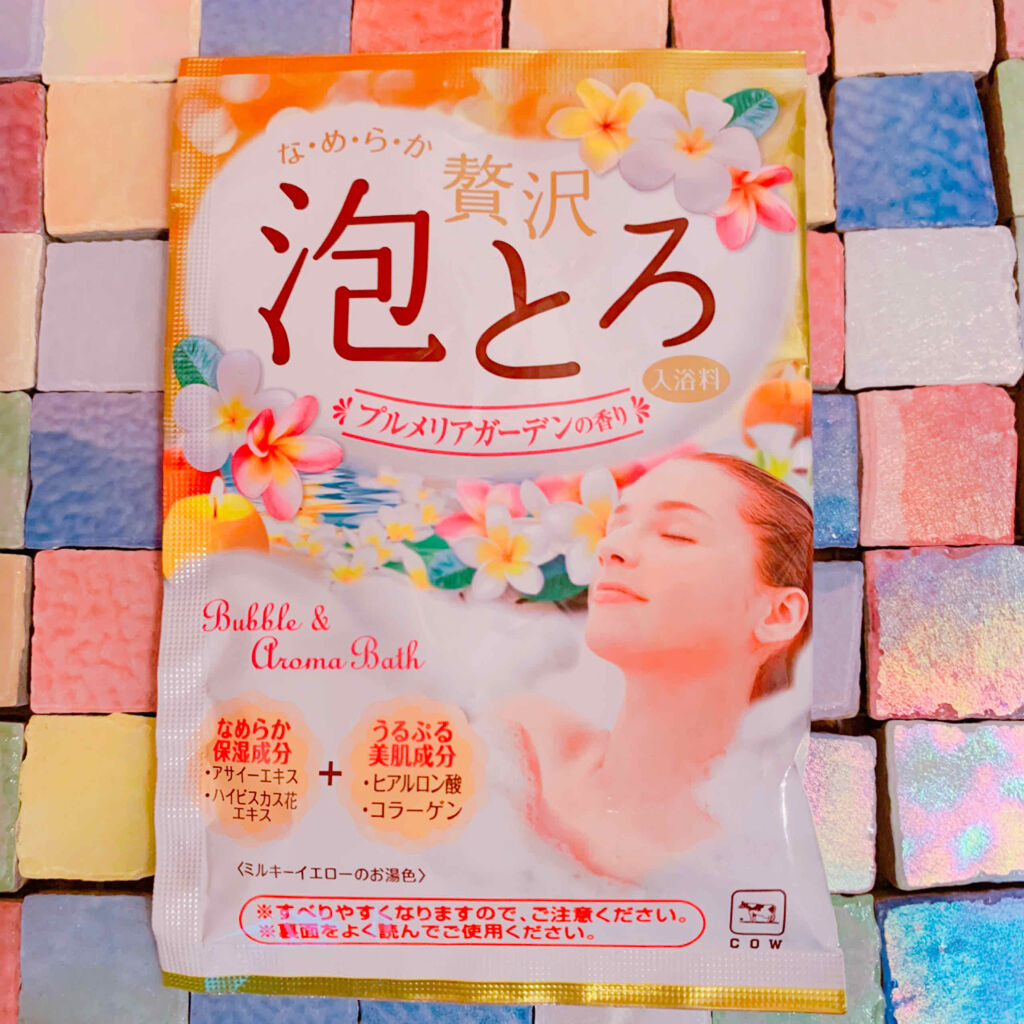 な・め・ら・か
贅沢
泡とろ
入浴料
プルメリアガーデンの香り
Bubble &
Aroma Bath
なめらか
保湿成分
・アサイーエキス
・ハイビスカス花
エキス
+
うるぷる
美肌成分
・ヒアルロン酸
・コラーゲン
〈ミルキーイエローのお湯色〉
※すべりやすくなりますので、ご注意ください。
※裏面をよく読んでご使用ください。
COW